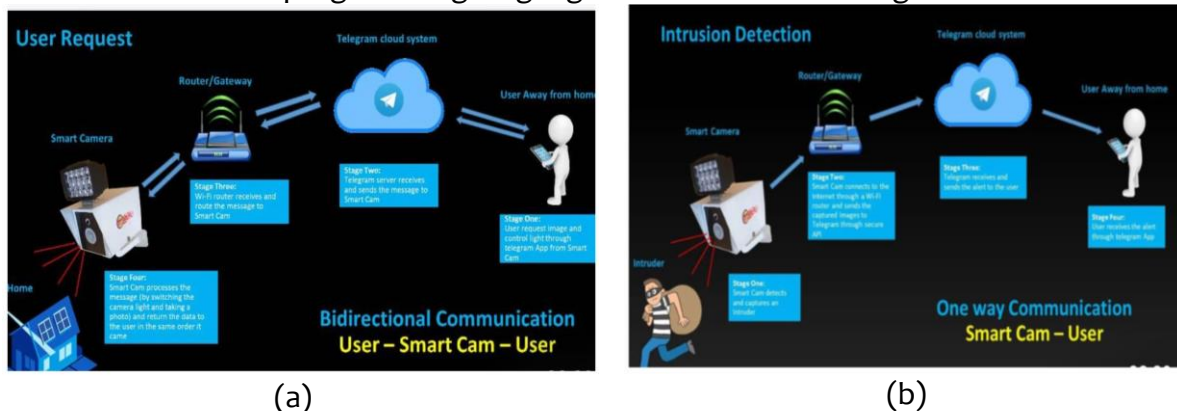 User Request
Telegram cloud system
Router/Gateway
User Away from home
Smart Camera
Stage Three:
Wi-Fi router receives and
route the message to
Smart Cam
Stage Two:
Telegram server receives
and sends the message to
Smart Cam
Stage One:
User request image and
control light through
telegram App from Smart
Cam
Home
Stage Four:
Smart Cam processes the
message (by switching the
camera light and taking a
photo) and return the data to
the user in the same order it
came
Bidirectional Communication
User – Smart Cam – User
(a)
Intrusion Detection
Telegram cloud system
Router/Gateway
User Away from home
Smart Camera
Stage Two:
Smart Cam connects to the
internet through a Wi-Fi
router and sends the
captured images to
Telegram through secure
API
Stage Three:
Telegram receives and
sends the alert to the user
Stage Four:
User receives the alert
through telegram App
Intruder
Stage One:
Smart Cam detects
and captures an
intruder
One way Communication
Smart Cam – User
(b)